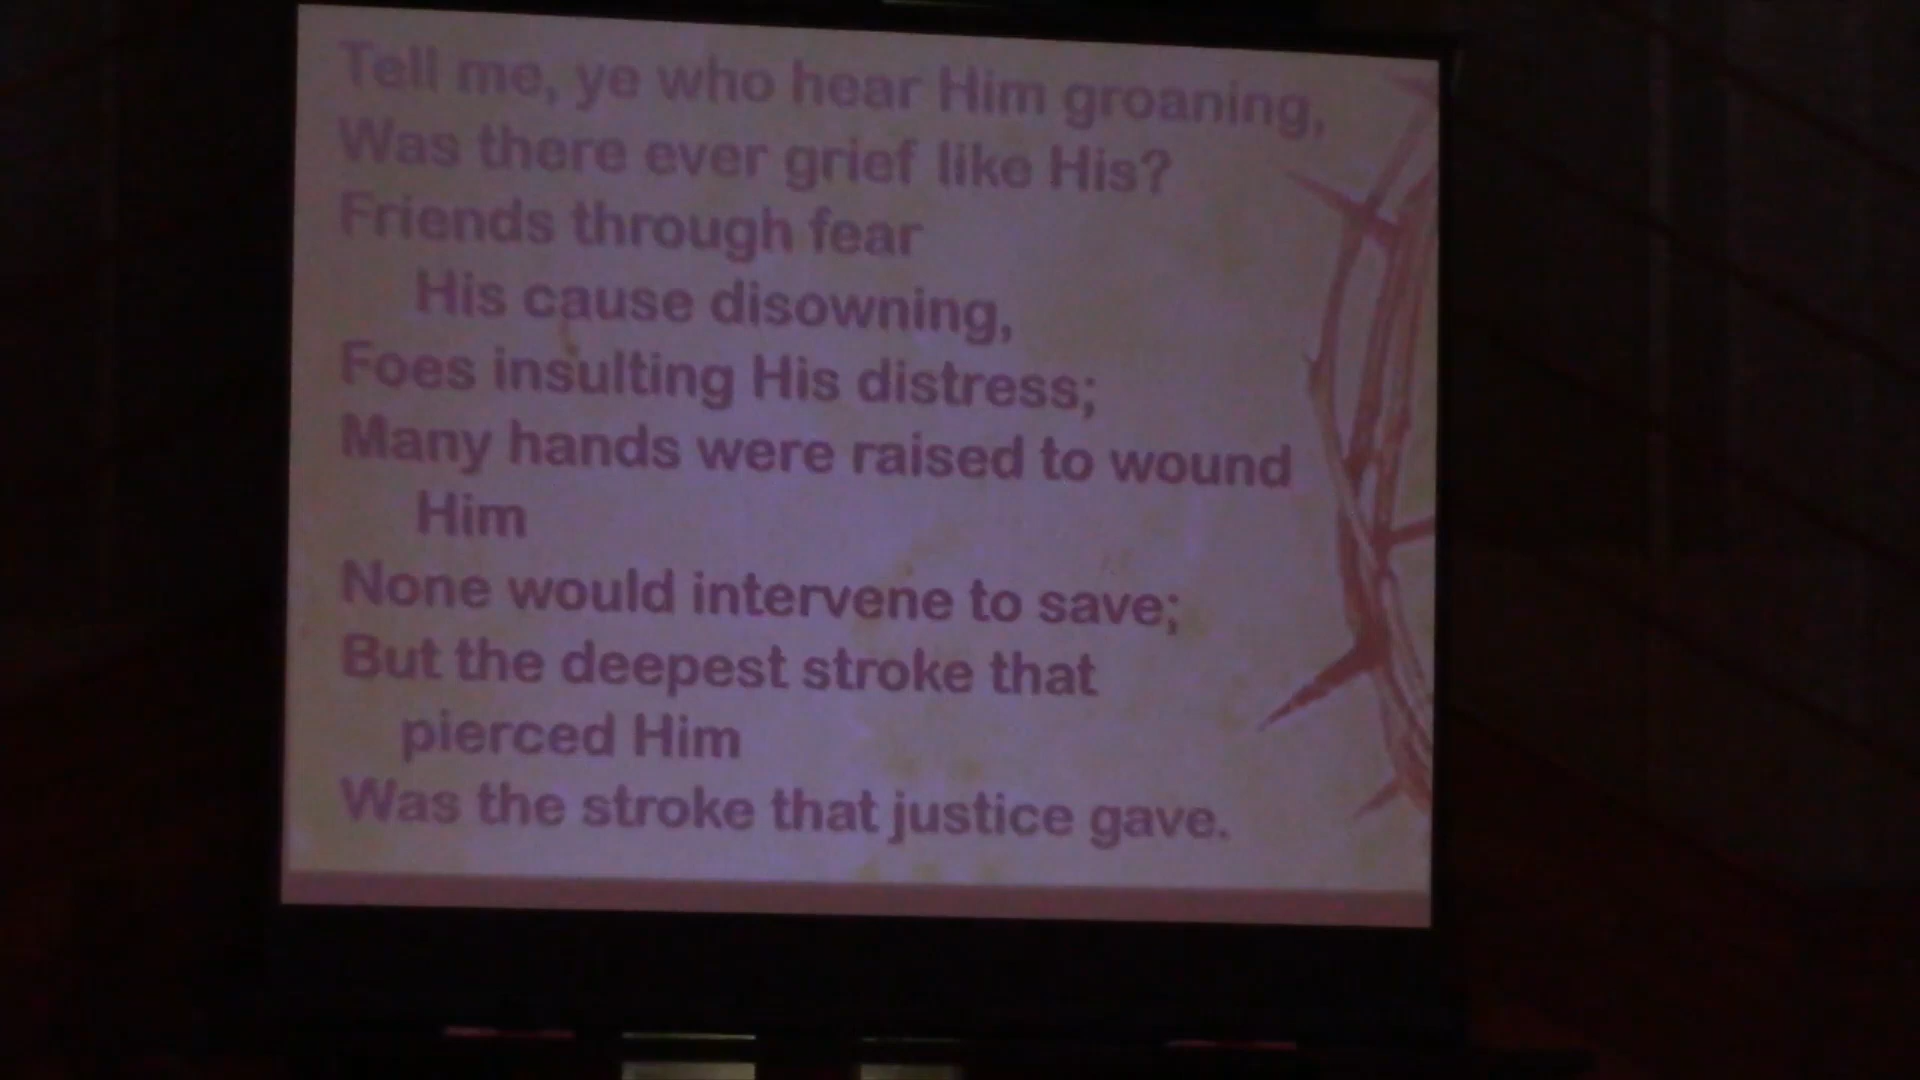 Tell me, ye who hear Him groaning,
Was there ever grief like His?
Friends through fear
His cause disowning,
Foes insulting His distress;
Many hands were raised to wound
Him
None would intervene to save;
But the deepest stroke that
pierced Him
Was the stroke that justice gave.